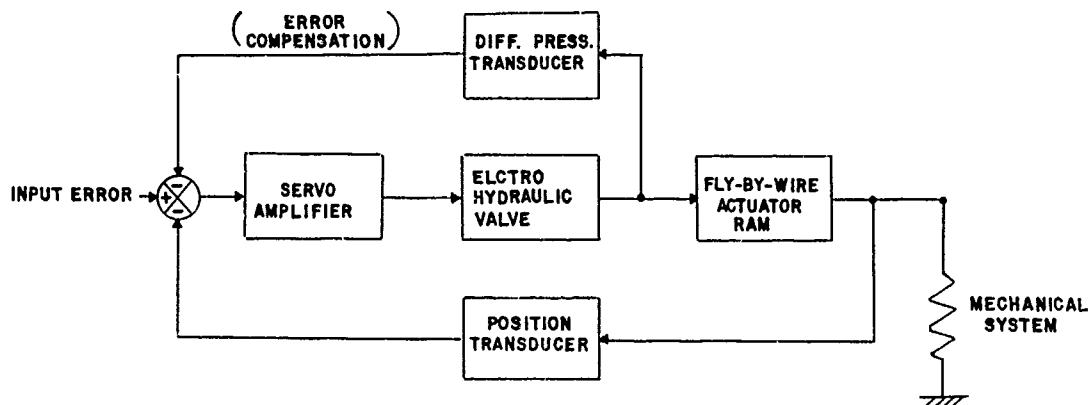 (ERROR
COMPENSATION)
DIFF. PRESS.
TRANSDUCER
INPUT ERROR
+
-
-
SERVO
AMPLIFIER
ELCTRO
HYDRAULIC
VALVE
FLY-BY-WIRE
ACTUATOR
RAM
POSITION
TRANSDUCER
MECHANICAL
SYSTEM